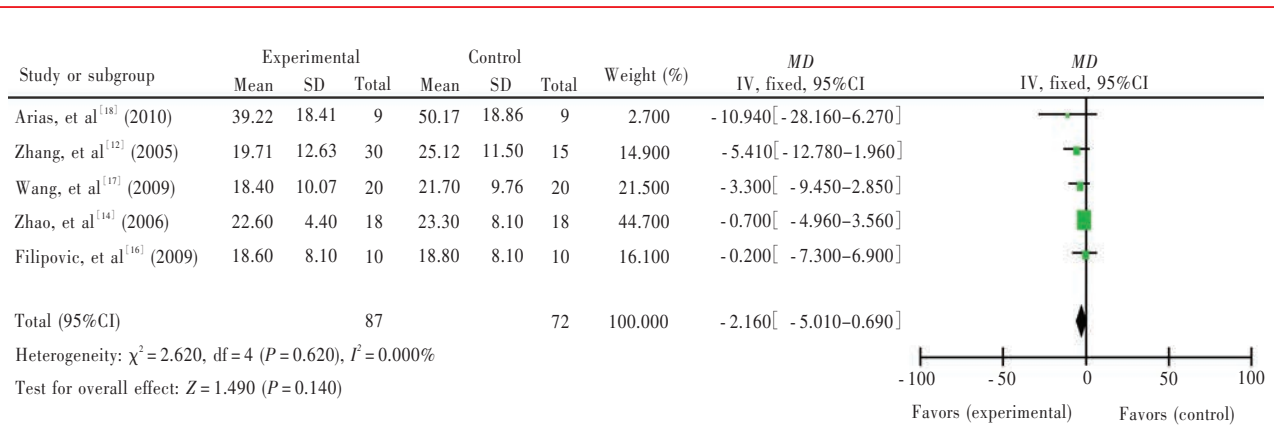 Experimental Control MD MD
Study or subgroup Mean SD Total Mean SD Total Weight (%) IV, fixed, 95%CI IV, fixed, 95%CI
Arias, et al[18] (2010) 39.22 18.41 9 50.17 18.86 9 2.700 -10.940[-28.160–6.270]
Zhang, et al[12] (2005) 19.71 12.63 30 25.12 11.50 15 14.900 -5.410[-12.780–1.960]
Wang, et al[17] (2009) 18.40 10.07 20 21.70 9.76 20 21.500 -3.300[ -9.450–2.850]
Zhao, et al[14] (2006) 22.60 4.40 18 23.30 8.10 18 44.700 -0.700[ -4.960–3.560]
Filipovic, et al[16] (2009) 18.60 8.10 10 18.80 8.10 10 16.100 -0.200[ -7.300–6.900]
Total (95%CI) 87 72 100.000 -2.160[ -5.010–0.690]
Heterogeneity: χ² = 2.620, df = 4 (P = 0.620), I² = 0.000%
Test for overall effect: Z = 1.490 (P = 0.140)
-100 -50 0 50 100
Favors (experimental) Favors (control)